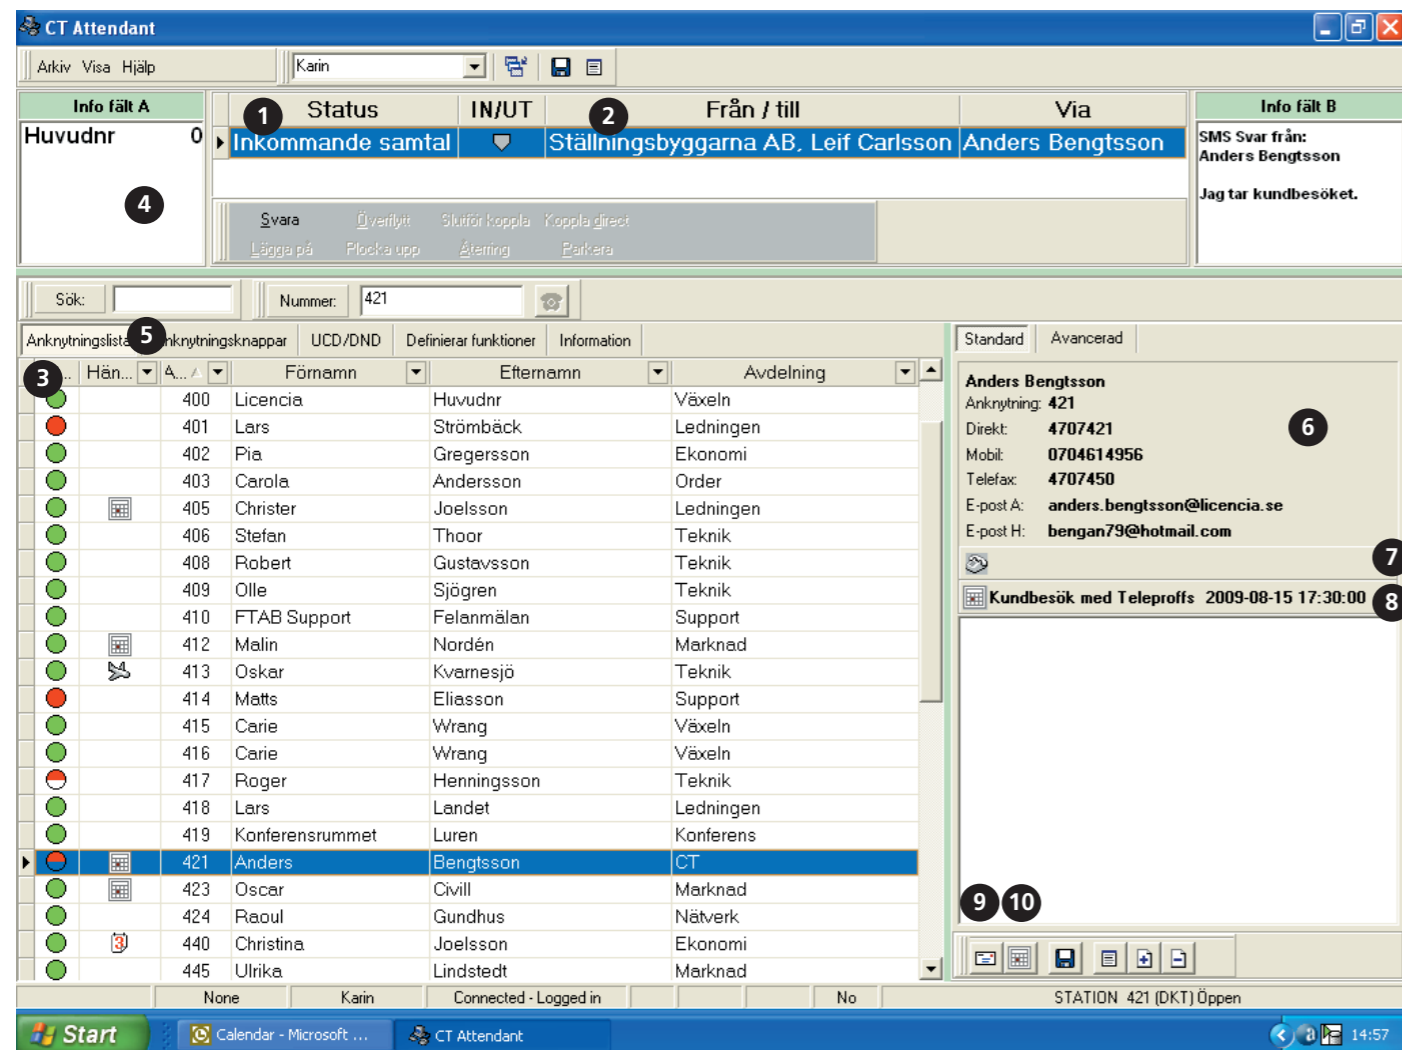 CT Attendant
Arkiv Visa Hjälp Karin
Info fält A
Huvudnr 0
4
1 Status IN/UT 2 Från / till Via
Inkommande samtal Ställningsbyggarna AB, Leif Carlsson Anders Bengtsson
Svara Överflytt Slutför koppla Koppla direct
Lägga på Plocka upp Återring Parkera
Info fält B
SMS Svar från:
Anders Bengtsson
Jag tar kundbesöket.
Sök: Nummer: 421
Anknytningslista 5 UCD/DND Definierar funktioner Information
3 ... Hän... A... Förnamn Efternamn Avdelning
400 Licencia Huvudnr Växeln
401 Lars Strömbäck Ledningen
402 Pia Gregersson Ekonomi
403 Carola Andersson Order
405 Christer Joelsson Ledningen
406 Stefan Thoor Teknik
408 Robert Gustavsson Teknik
409 Olle Sjögren Teknik
410 FTAB Support Felanmälan Support
412 Malin Nordén Marknad
413 Oskar Kvarnesjö Teknik
414 Matts Eliasson Support
415 Carie Wrang Växeln
416 Carie Wrang Växeln
417 Roger Henningsson Teknik
418 Lars Landet Ledningen
419 Konferensrummet Luren Konferens
421 Anders Bengtsson CT
423 Oscar Civill Marknad
424 Raoul Gundhus Nätverk
3 440 Christina Joelsson Ekonomi
445 Ulrika Lindstedt Marknad
Standard Avancerad
Anders Bengtsson
Anknytning: 421
Direkt: 4707421
6
Mobil: 0704614956
Telefax: 4707450
E-post A: anders.bengtsson@licencia.se
E-post H: bengan79@hotmail.com
7
Kundbesök med Teleproffs 2009-08-15 17:30:00 8
9 10
None Karin Connected - Logged in No STATION 421 (DKT) Öppen
Start Calendar - Microsoft ... CT Attendant 14:57